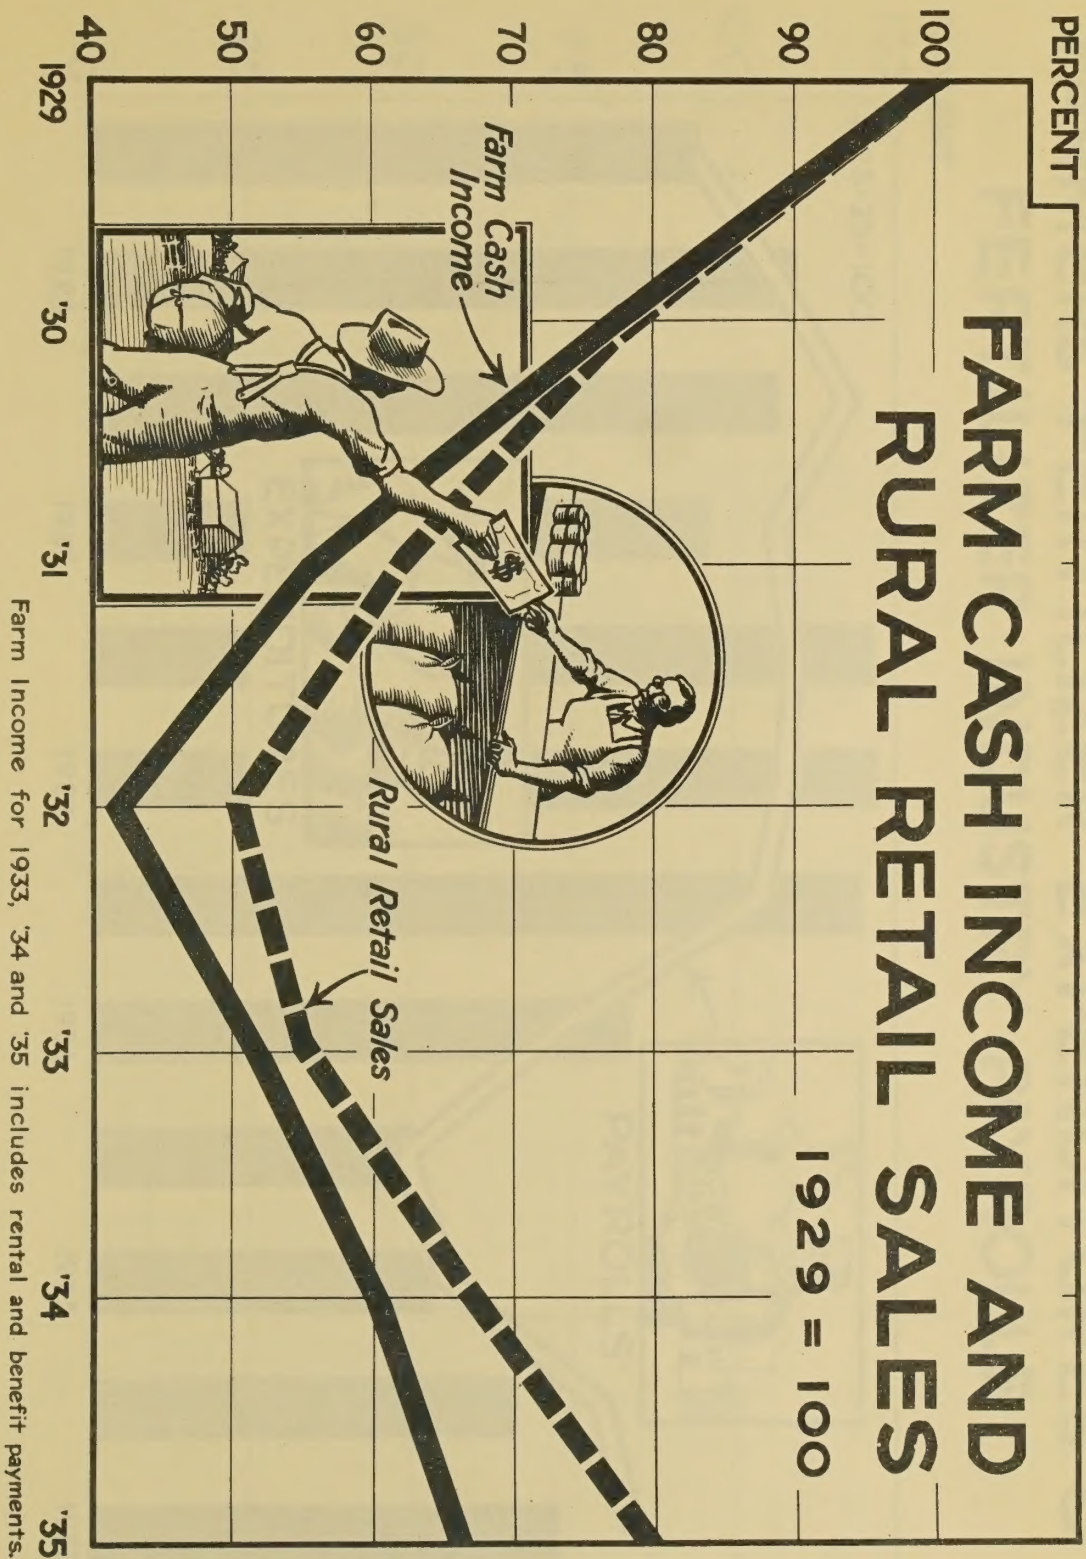 FARM CASH INCOME AND
RURAL RETAIL SALES
1929 = 100
PERCENT
100
90
80
70
60
50
40
Farm Cash
Income
$
Rural Retail Sales
1929 '30 '31 '32 '33 '34 '35
Farm Income for 1933, '34 and '35 includes rental and benefit payments.